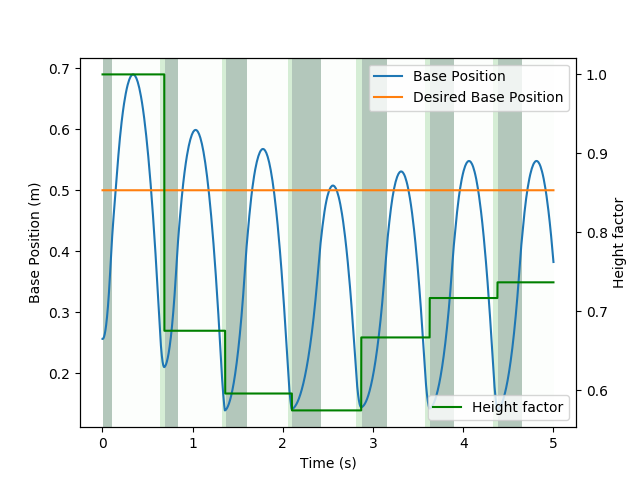 0.7
0.6
0.5
0.4
0.3
0.2
Base Position (m)
0
1
2
3
4
5
Time (s)
1.0
0.9
0.8
0.7
0.6
Height factor
Base Position
Desired Base Position
Height factor